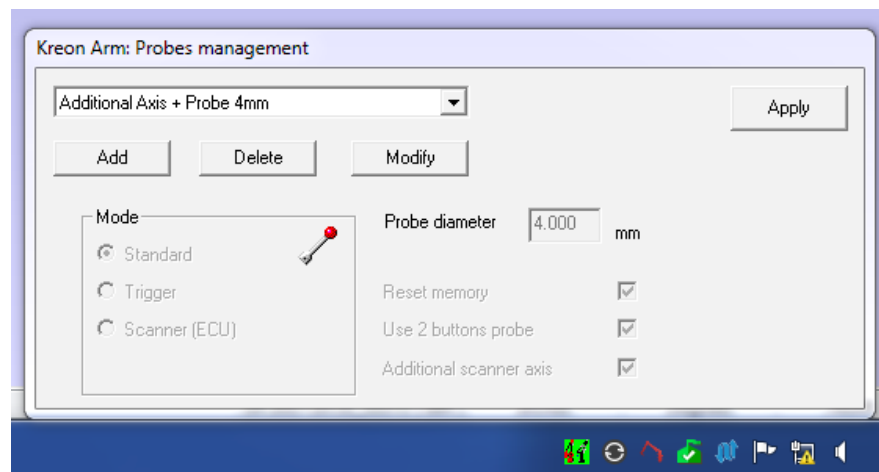 Kreon Arm: Probes management
Additional Axis + Probe 4mm
Apply
Add Delete Modify
Mode
Standard
Trigger
Scanner (ECU)
Probe diameter 4.000 mm
Reset memory
Use 2 buttons probe
Additional scanner axis